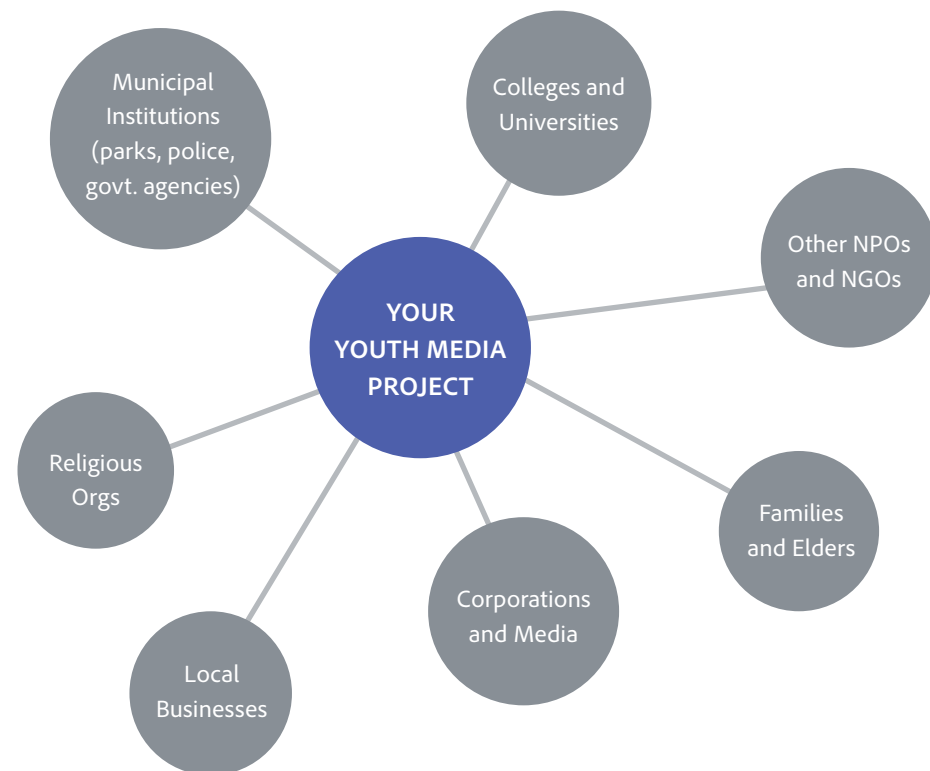 Municipal
Institutions
(parks, police,
govt. agencies)
Colleges and
Universities
Other NPOs
and NGOs
YOUR
YOUTH MEDIA
PROJECT
Religious
Orgs
Families
and Elders
Corporations
and Media
Local
Businesses